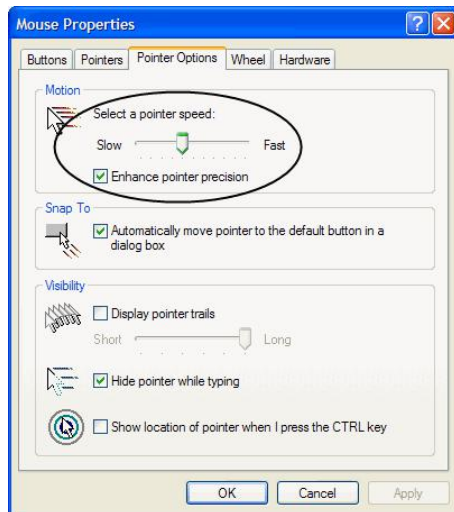 Mouse Properties
Buttons Pointers Pointer Options Wheel Hardware
Motion
Select a pointer speed:
Slow Fast
Enhance pointer precision
Snap To
Automatically move pointer to the default button in a
dialog box
Visibility
Display pointer trails
Short Long
Hide pointer while typing
Show location of pointer when I press the CTRL key
OK Cancel Apply